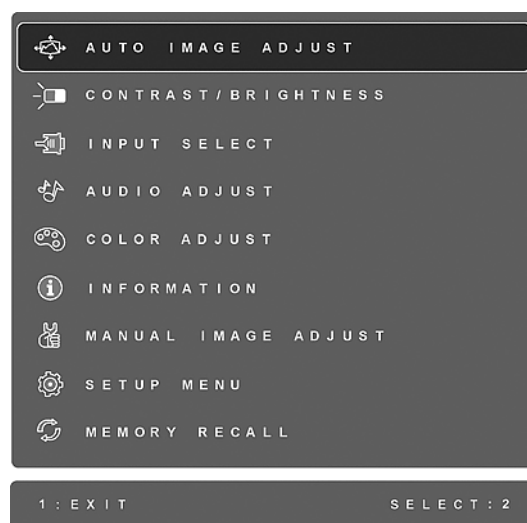 AUTO IMAGE ADJUST
CONTRAST/BRIGHTNESS
INPUT SELECT
AUDIO ADJUST
COLOR ADJUST
INFORMATION
MANUAL IMAGE ADJUST
SETUP MENU
MEMORY RECALL
1:EXIT SELECT:2